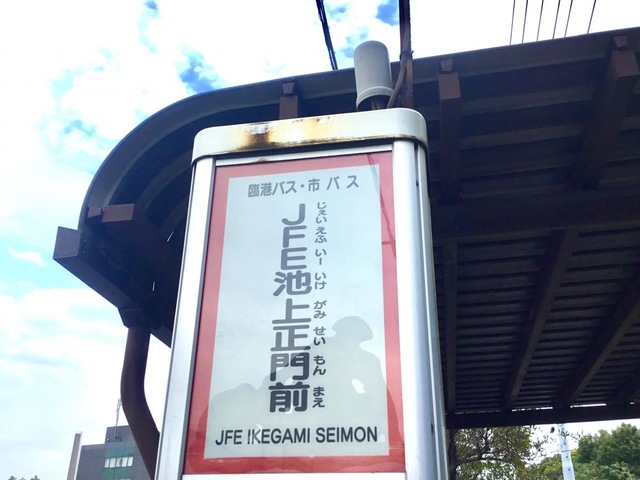 臨港バス・市バス
JFE池上正門前
じぇいえふいーいけがみせいもんまえ
JFE IKEGAMI SEIMON